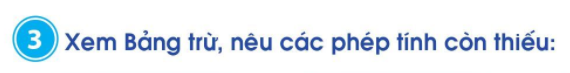 3 Xem Bảng trừ, nêu các phép tính còn thiếu: